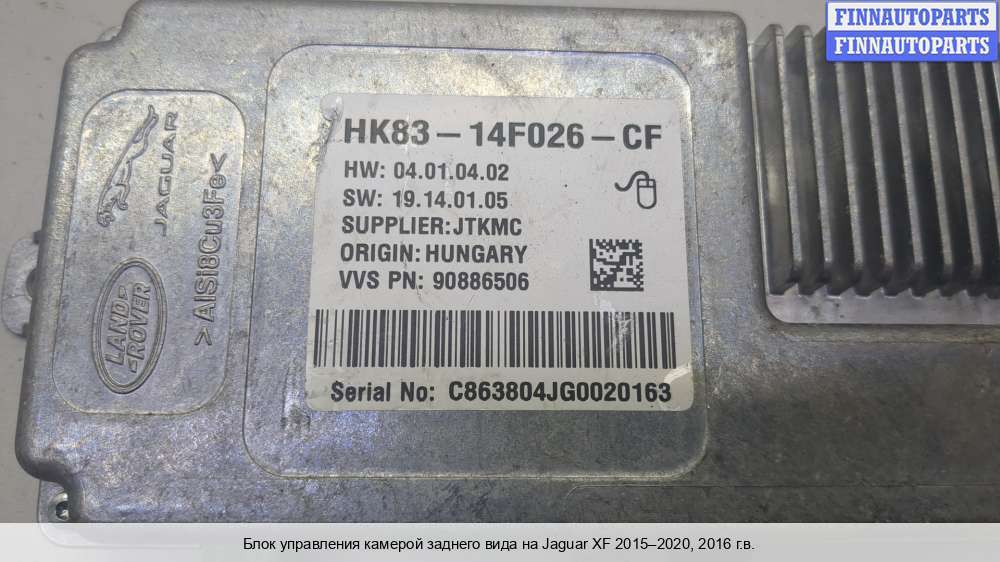 FINNAUTOPARTS
FINNAUTOPARTS
JAGUAR
LAND
ROVER
>AlSi8Cu3Fe<
HK83-14F026-CF
HW: 04.01.04.02
SW: 19.14.01.05
SUPPLIER:JTKMC
ORIGIN:HUNGARY
VVS PN: 90886506
Serial No: C863804JG0020163
Блок управления камерой заднего вида на Jaguar XF 2015–2020, 2016 г.в.